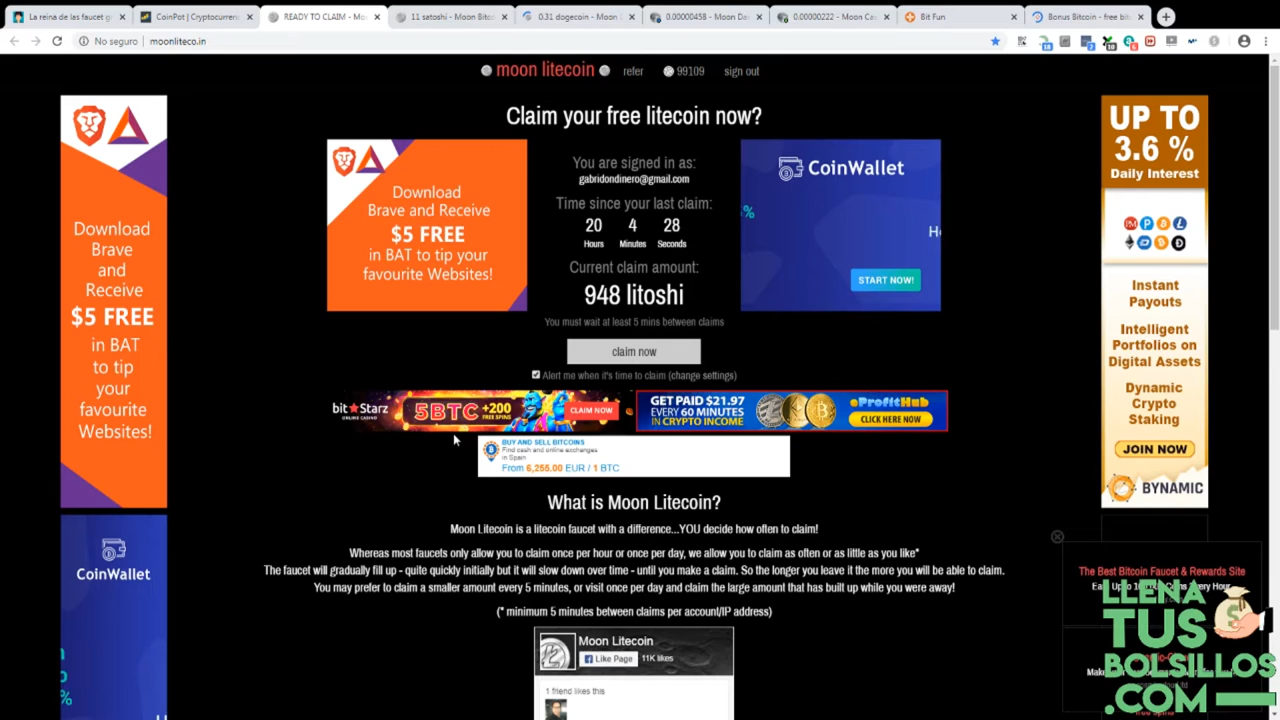 La reina de las faucet g
CoinPot | Cryptocurren
READY TO CLAIM - Mo
11 satoshi - Moon Bitc
0.31 dogecoin - Moon
0.00000458 - Moon Da
0.00000222 - Moon Ca
Bit Fun
Bonus Bitcoin - free bit
No seguro | moonliteco.in
moon litecoin
refer
99109
sign out
Claim your free litecoin now?
You are signed in as:
gabridondinero@gmail.com
Time since your last claim:
20 4 28
Hours Minutes Seconds
Current claim amount:
948 litoshi
You must wait at least 5 mins between claims
claim now
Alert me when it's time to claim (change settings)
Download
Brave and Receive
$5 FREE
in BAT to tip your
favourite Websites!
CoinWallet
START NOW!
Download
Brave
and
Receive
$5 FREE
in BAT
to tip
your
favourite
Websites!
UP TO
3.6 %
Daily Interest
Instant
Payouts
Intelligent
Portfolios on
Digital Assets
Dynamic
Crypto
Staking
JOIN NOW
BYNAMIC
bitStarz
ONLINE CASINO
5BTC +200
FREE SPINS
CLAIM NOW
GET PAID $21.97
EVERY 60 MINUTES
IN CRYPTO INCOME
eProfitHub
CLICK HERE NOW
BUY AND SELL BITCOINS
Find cash and online exchanges
in Spain
From 6,255.00 EUR / 1 BTC
What is Moon Litecoin?
Moon Litecoin is a litecoin faucet with a difference...YOU decide how often to claim!
Whereas most faucets only allow you to claim once per hour or once per day, we allow you to claim as often or as little as you like*
The faucet will gradually fill up - quite quickly initially but it will slow down over time - until you make a claim. So the longer you leave it the more you will be able to claim.
You may prefer to claim a smaller amount every 5 minutes, or visit once per day and claim the large amount that has built up while you were away!
(* minimum 5 minutes between claims per account/IP address)
CoinWallet
Moon Litecoin
Like Page
11K likes
1 friend likes this
The Best Bitcoin Faucet & Rewards Site
LLENA
TUS
BOLSILLOS
.COM